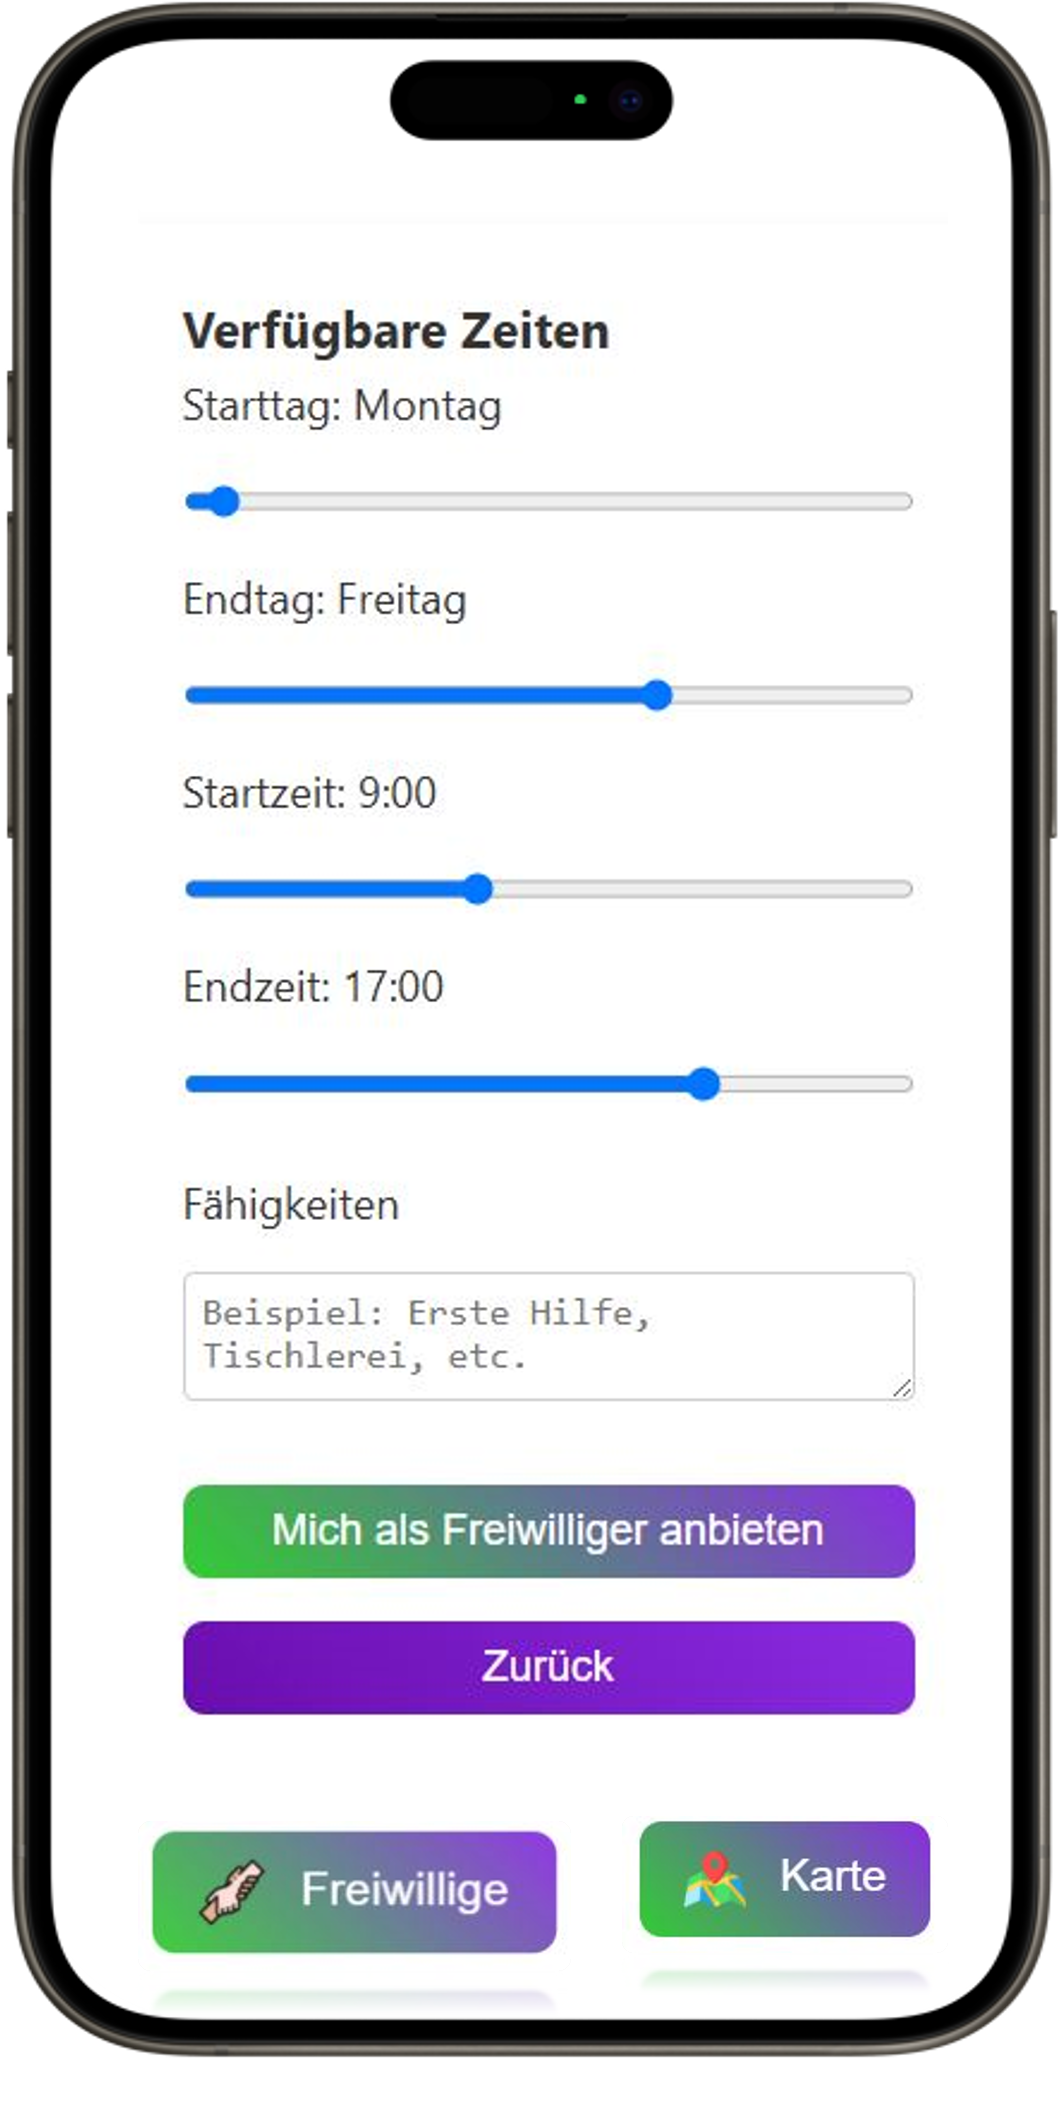 Verfügbare Zeiten
Starttag: Montag
Endtag: Freitag
Startzeit: 9:00
Endzeit: 17:00
Fähigkeiten
Beispiel: Erste Hilfe,
Tischlerei, etc.
Mich als Freiwilliger anbieten
Zurück
Freiwillige
Karte